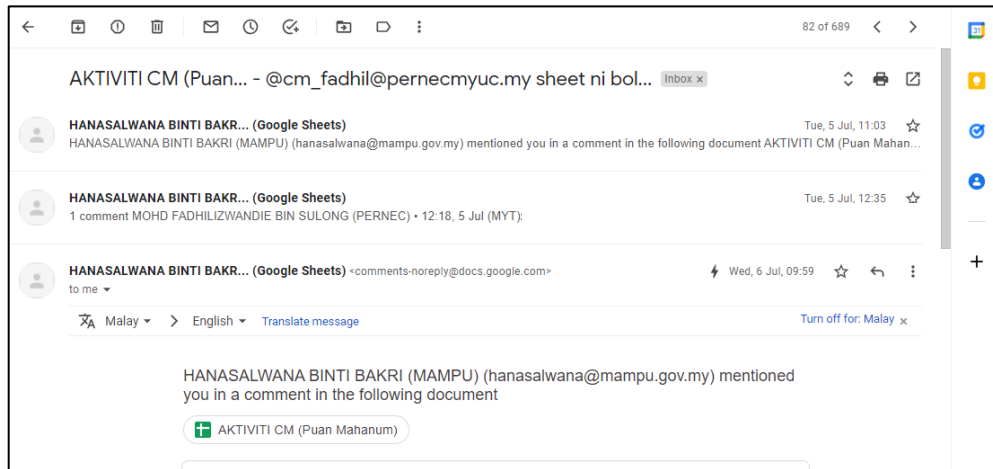 82 of 689
31
AKTIVITI CM (Puan... - @cm_fadhil@pernecmyuc.my sheet ni bol... Inbox x
HANASALWANA BINTI BAKR... (Google Sheets) Tue, 5 Jul, 11:03
HANASALWANA BINTI BAKRI (MAMPU) (hanasalwana@mampu.gov.my) mentioned you in a comment in the following document AKTIVITI CM (Puan Mahan...
HANASALWANA BINTI BAKR... (Google Sheets) Tue, 5 Jul, 12:35
1 comment MOHD FADHILIZWANDIE BIN SULONG (PERNEC) • 12:18, 5 Jul (MYT):
HANASALWANA BINTI BAKR... (Google Sheets) <comments-noreply@docs.google.com> Wed, 6 Jul, 09:59
to me
Malay > English Translate message Turn off for: Malay x
HANASALWANA BINTI BAKRI (MAMPU) (hanasalwana@mampu.gov.my) mentioned
you in a comment in the following document
AKTIVITI CM (Puan Mahanum)